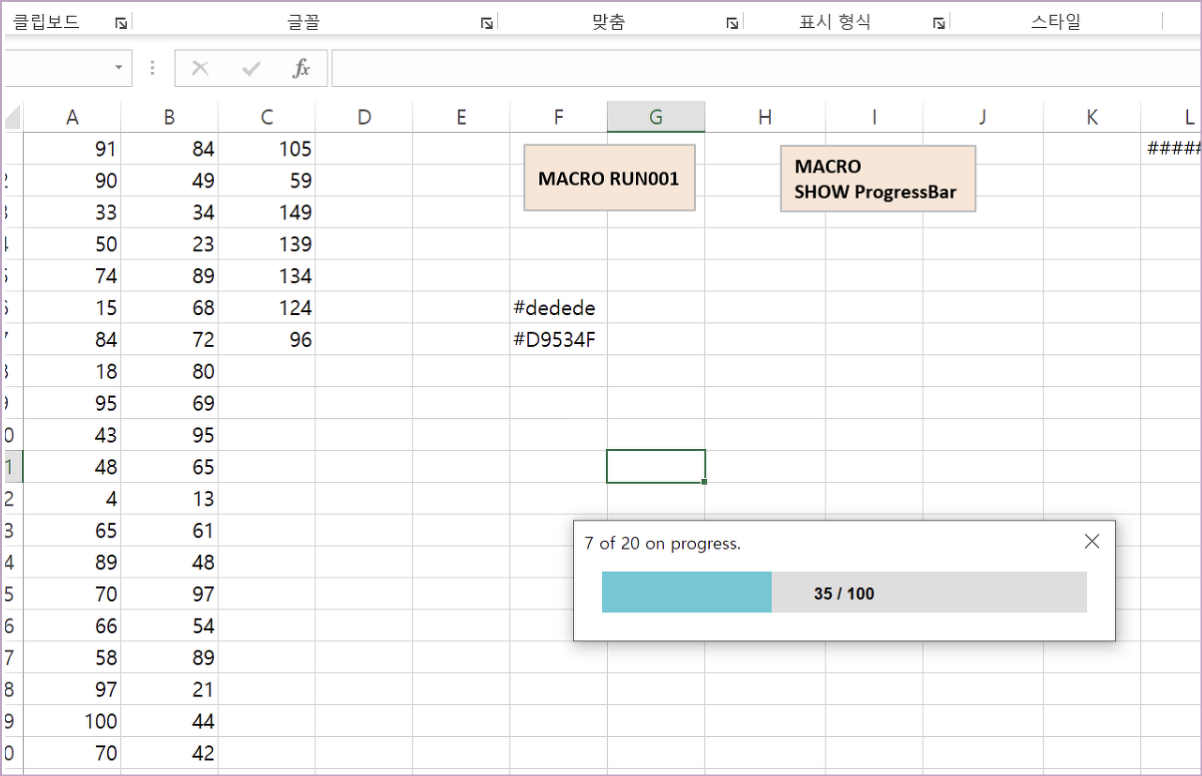 클립보드 글꼴 맞춤 표시 형식 스타일
fx
A B C D E F G H I J K L
91 84 105 MACRO RUN001 MACRO #####
SHOW ProgressBar
2 90 49 59
3 33 34 149
4 50 23 139
5 74 89 134
6 15 68 124 #dedede
7 84 72 96 #D9534F
8 18 80
9 95 69
0 43 95
1 48 65
2 4 13
3 65 61
4 89 48
5 70 97
6 66 54
7 58 89
8 97 21
9 100 44
0 70 42
7 of 20 on progress.
35 / 100